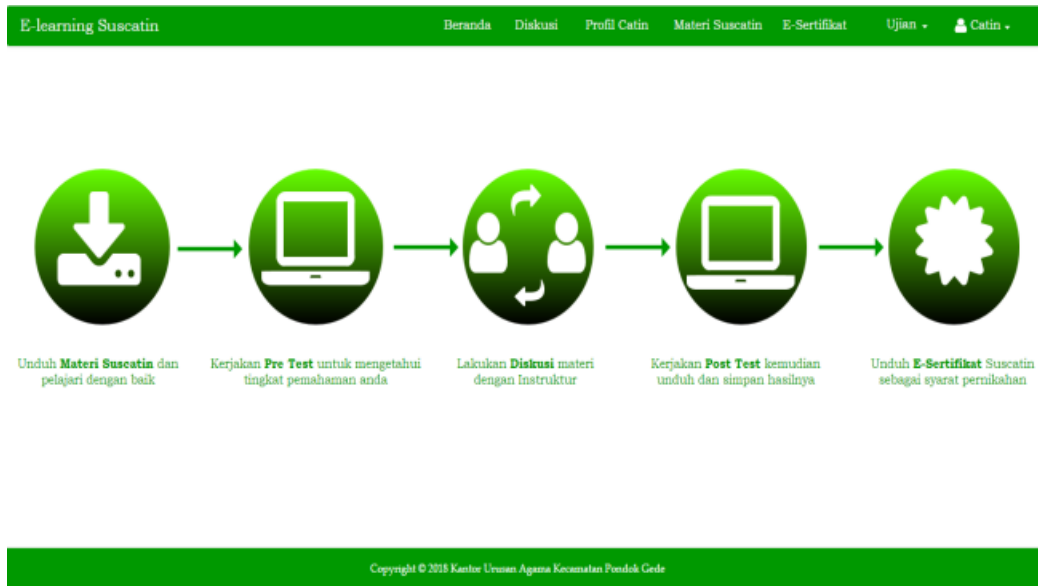 E-learning Suscatin
Beranda Diskusi Profil Catin Materi Suscatin E-Sertifikat Ujian Catin
Unduh Materi Suscatin dan
pelajari dengan baik
Kerjakan Pre Test untuk mengetahui
tingkat pemahaman anda
Lakukan Diskusi materi
dengan Instruktur
Kerjakan Post Test kemudian
unduh dan simpan hasilnya
Unduh E-Sertifikat Suscatin
sebagai syarat pernikahan
Copyright © 2018 Kantor Urusan Agama Kecamatan Pondok Gede